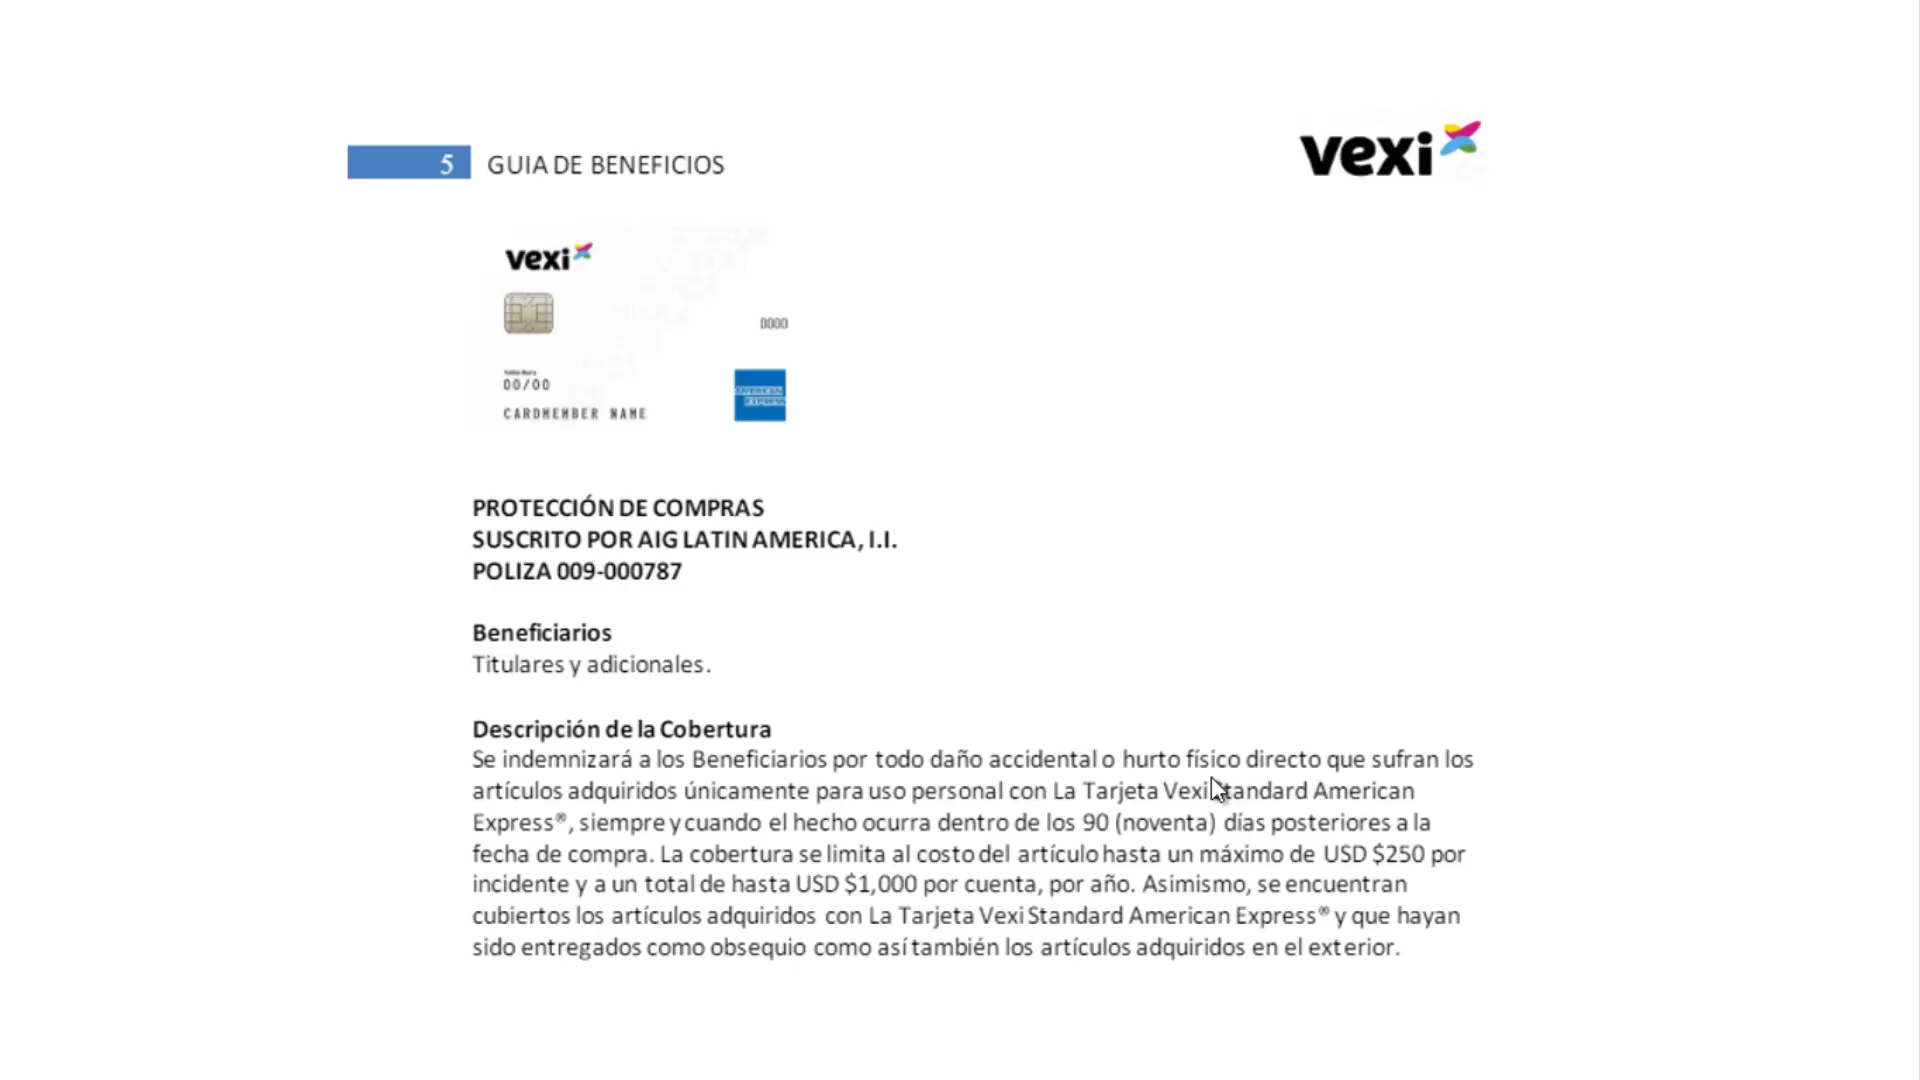 5 GUIA DE BENEFICIOS
vexi
vexi
0000
00/00
CARDMEMBER NAME
AMERICAN
EXPRESS
PROTECCIÓN DE COMPRAS
SUSCRITO POR AIG LATIN AMERICA, I.I.
POLIZA 009-000787
Beneficiarios
Titulares y adicionales.
Descripción de la Cobertura
Se indemnizará a los Beneficiarios por todo daño accidental o hurto físico directo que sufran los
artículos adquiridos únicamente para uso personal con La Tarjeta Vexi Standard American
Express®, siempre y cuando el hecho ocurra dentro de los 90 (noventa) días posteriores a la
fecha de compra. La cobertura se limita al costo del artículo hasta un máximo de USD $250 por
incidente y a un total de hasta USD $1,000 por cuenta, por año. Asimismo, se encuentran
cubiertos los artículos adquiridos con La Tarjeta Vexi Standard American Express® y que hayan
sido entregados como obsequio como así también los artículos adquiridos en el exterior.